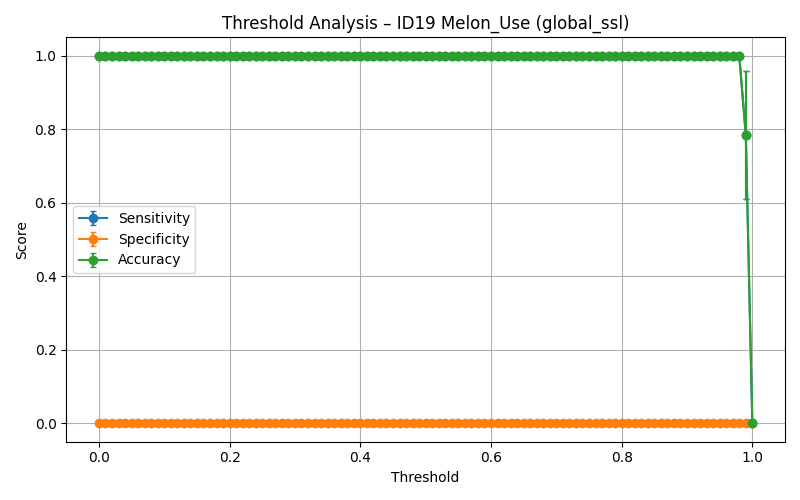 Threshold Analysis – ID19 Melon_Use (global_ssl)
Score
1.0
0.8
0.6
0.4
0.2
0.0
Sensitivity
Specificity
Accuracy
0.0 0.2 0.4 0.6 0.8 1.0
Threshold